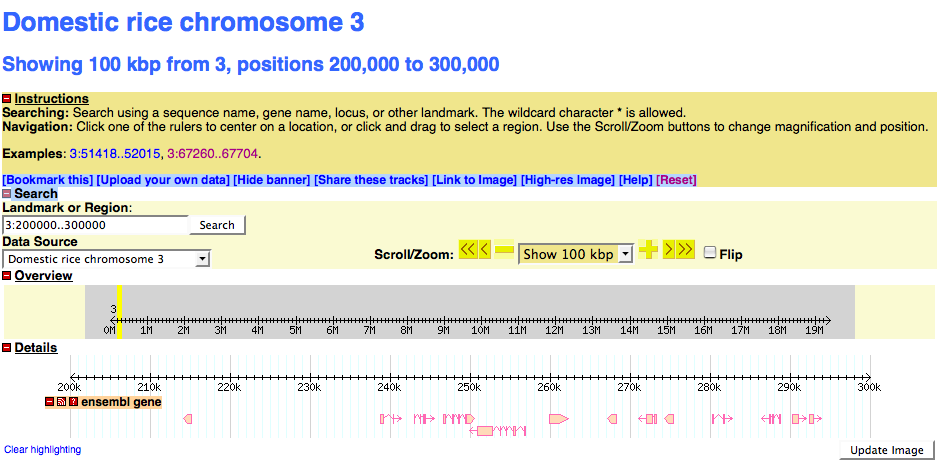 Domestic rice chromosome 3
Showing 100 kbp from 3, positions 200,000 to 300,000
Instructions
Searching: Search using a sequence name, gene name, locus, or other landmark. The wildcard character * is allowed.
Navigation: Click one of the rulers to center on a location, or click and drag to select a region. Use the Scroll/Zoom buttons to change magnification and position.
Examples: 3:51418..52015, 3:67260..67704.
[Bookmark this] [Upload your own data] [Hide banner] [Share these tracks] [Link to Image] [High-res Image] [Help] [Reset]
Search
Landmark or Region:
3:200000..300000 Search
Data Source
Domestic rice chromosome 3 Scroll/Zoom: Show 100 kbp Flip
Overview
3
0M 1M 2M 3M 4M 5M 6M 7M 8M 9M 10M 11M 12M 13M 14M 15M 16M 17M 18M 19M
Details
200k 210k 220k 230k 240k 250k 260k 270k 280k 290k 300k
? ensembl gene
Clear highlighting Update Image